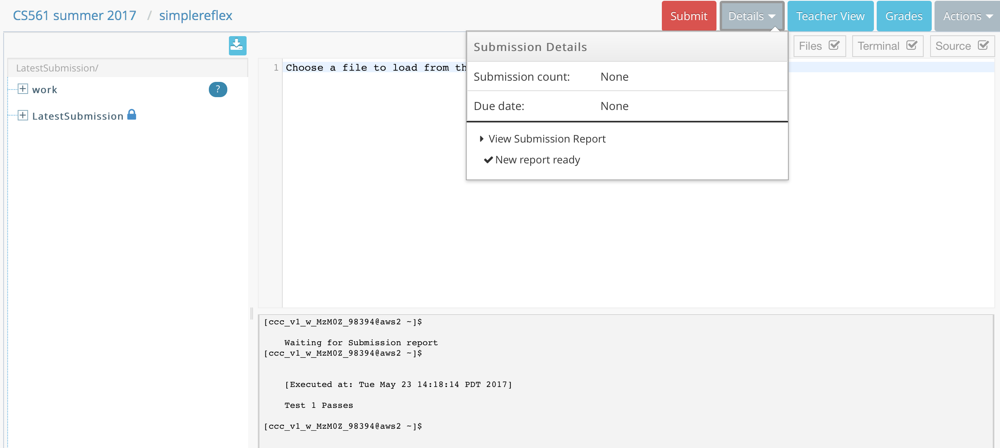 CS561 summer 2017 / simplereflex
Submit
Details
Teacher View
Grades
Actions
Files
Terminal
Source
LatestSubmission/
work
?
LatestSubmission
1 Choose a file to load from th
Submission Details
Submission count: None
Due date: None
View Submission Report
New report ready
[ccc_v1_w_MzM0Z_98394@aws2 ~]$
Waiting for Submission report
[ccc_v1_w_MzM0Z_98394@aws2 ~]$
[Executed at: Tue May 23 14:18:14 PDT 2017]
Test 1 Passes
[ccc_v1_w_MzM0Z_98394@aws2 ~]$